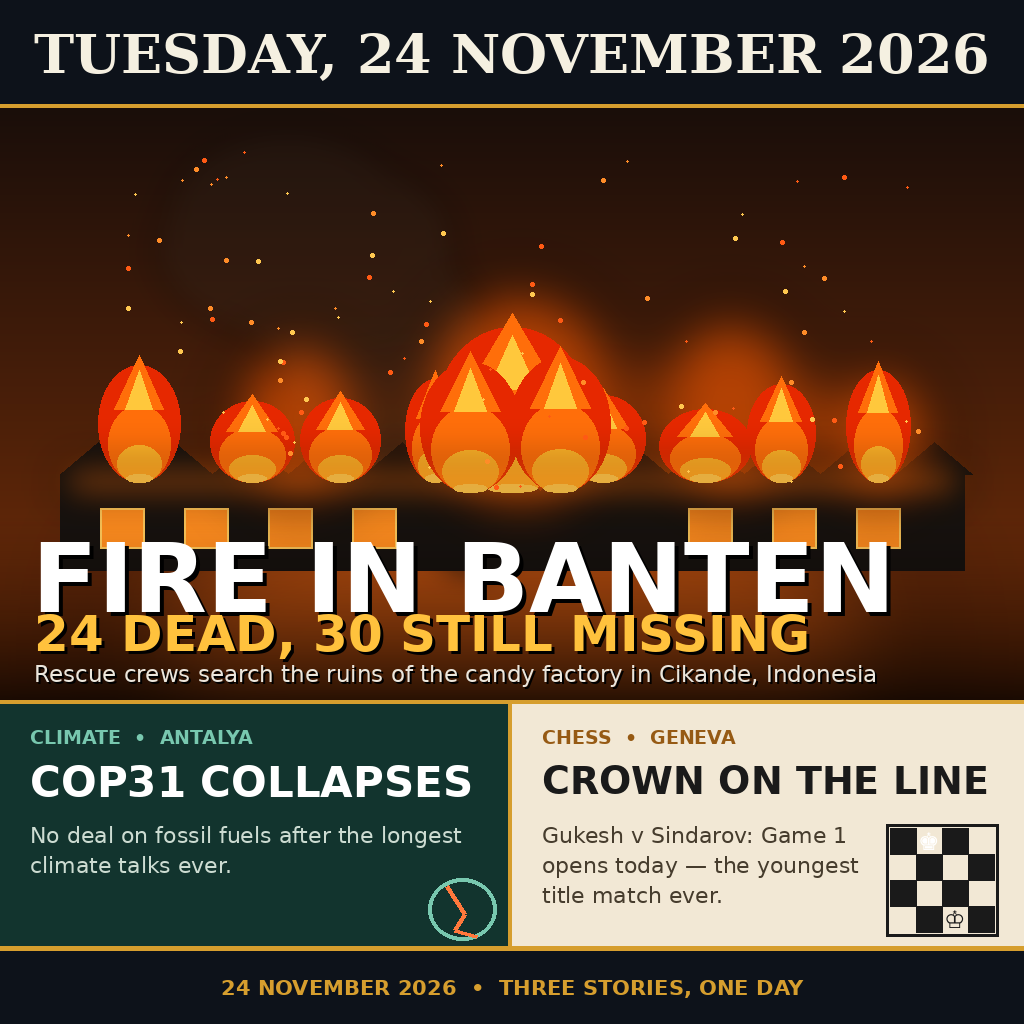 TUESDAY, 24 NOVEMBER 2026
FIRE IN BANTEN
24 DEAD, 30 STILL MISSING
Rescue crews search the ruins of the candy factory in Cikande, Indonesia
CLIMATE • ANTALYA
COP31 COLLAPSES
No deal on fossil fuels after the longest
climate talks ever.
CHESS • GENEVA
CROWN ON THE LINE
Gukesh v Sindarov: Game 1
opens today — the youngest
title match ever.
24 NOVEMBER 2026 • THREE STORIES, ONE DAY